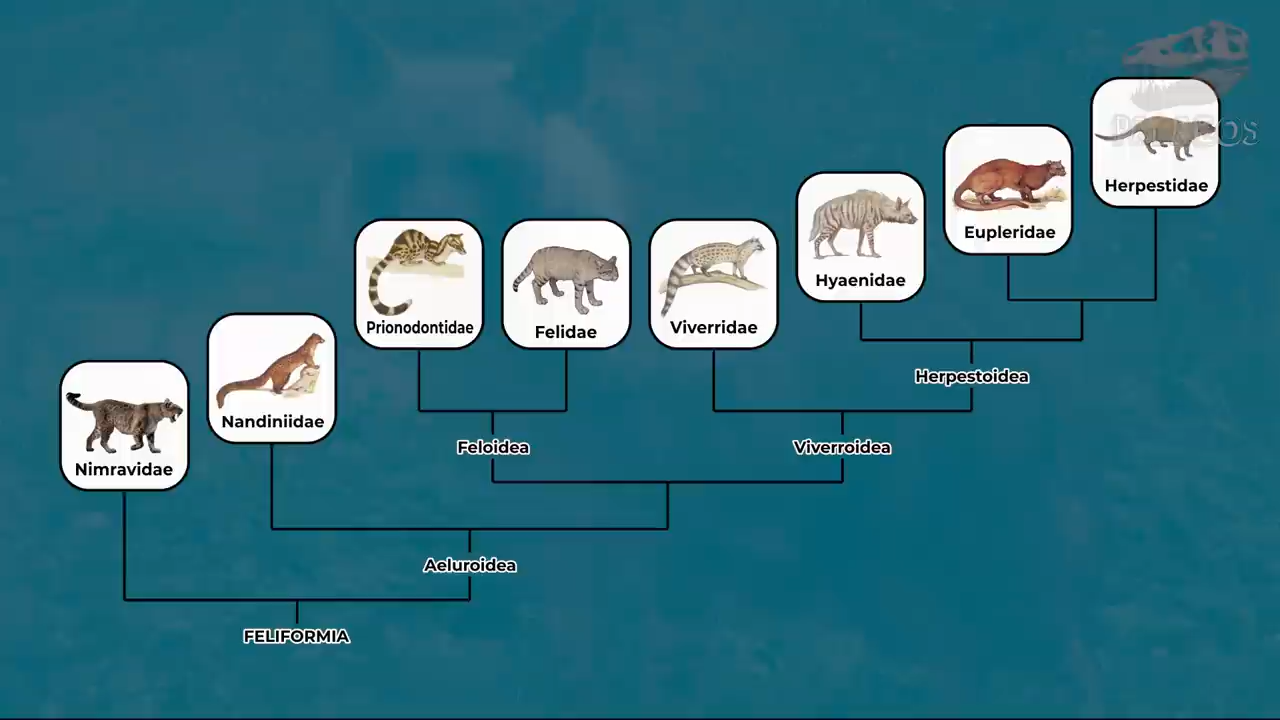 Herpestidae
Eupleridae
Hyaenidae
Prionodontidae
Felidae
Viverridae
Herpestoidea
Nandiniidae
Feloidea
Viverroidea
Nimravidae
Aeluroidea
FELIFORMIA